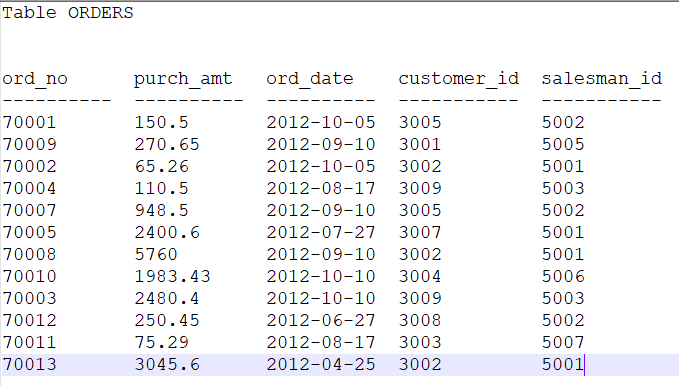 Table ORDERS
ord_no purch_amt ord_date customer_id salesman_id
---------- ---------- ---------- ----------- -----------
70001 150.5 2012-10-05 3005 5002
70009 270.65 2012-09-10 3001 5005
70002 65.26 2012-10-05 3002 5001
70004 110.5 2012-08-17 3009 5003
70007 948.5 2012-09-10 3005 5002
70005 2400.6 2012-07-27 3007 5001
70008 5760 2012-09-10 3002 5001
70010 1983.43 2012-10-10 3004 5006
70003 2480.4 2012-10-10 3009 5003
70012 250.45 2012-06-27 3008 5002
70011 75.29 2012-08-17 3003 5007
70013 3045.6 2012-04-25 3002 5001